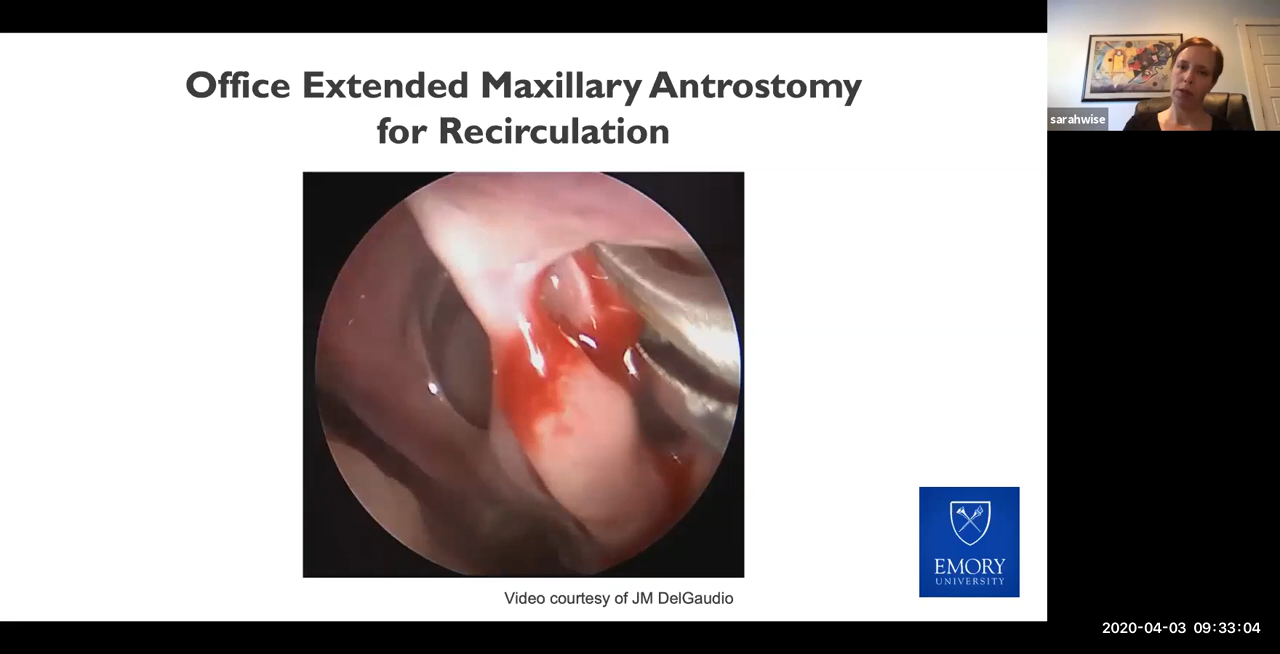 Office Extended Maxillary Antrostomy
for Recirculation
sarahwise
EMORY
UNIVERSITY
Video courtesy of JM DelGaudio
2020-04-03 09:33:04